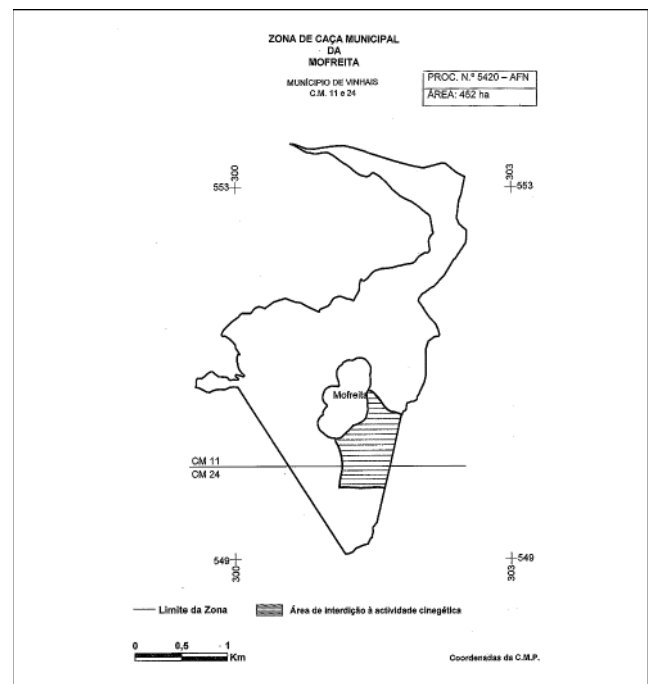 ZONA DE CAÇA MUNICIPAL
DA
MOFREITA
MUNÍCIPIO DE VINHAIS
C.M. 11 e 24
PROC. N.º 5420 – AFN
ÁREA: 452 ha
300
553
303
553
Mofreita
CM 11
CM 24
549
300
549
303
Limite da Zona
Área de interdição à actividade cinegética
0 0,5 1
Km
Coordenadas da C.M.P.